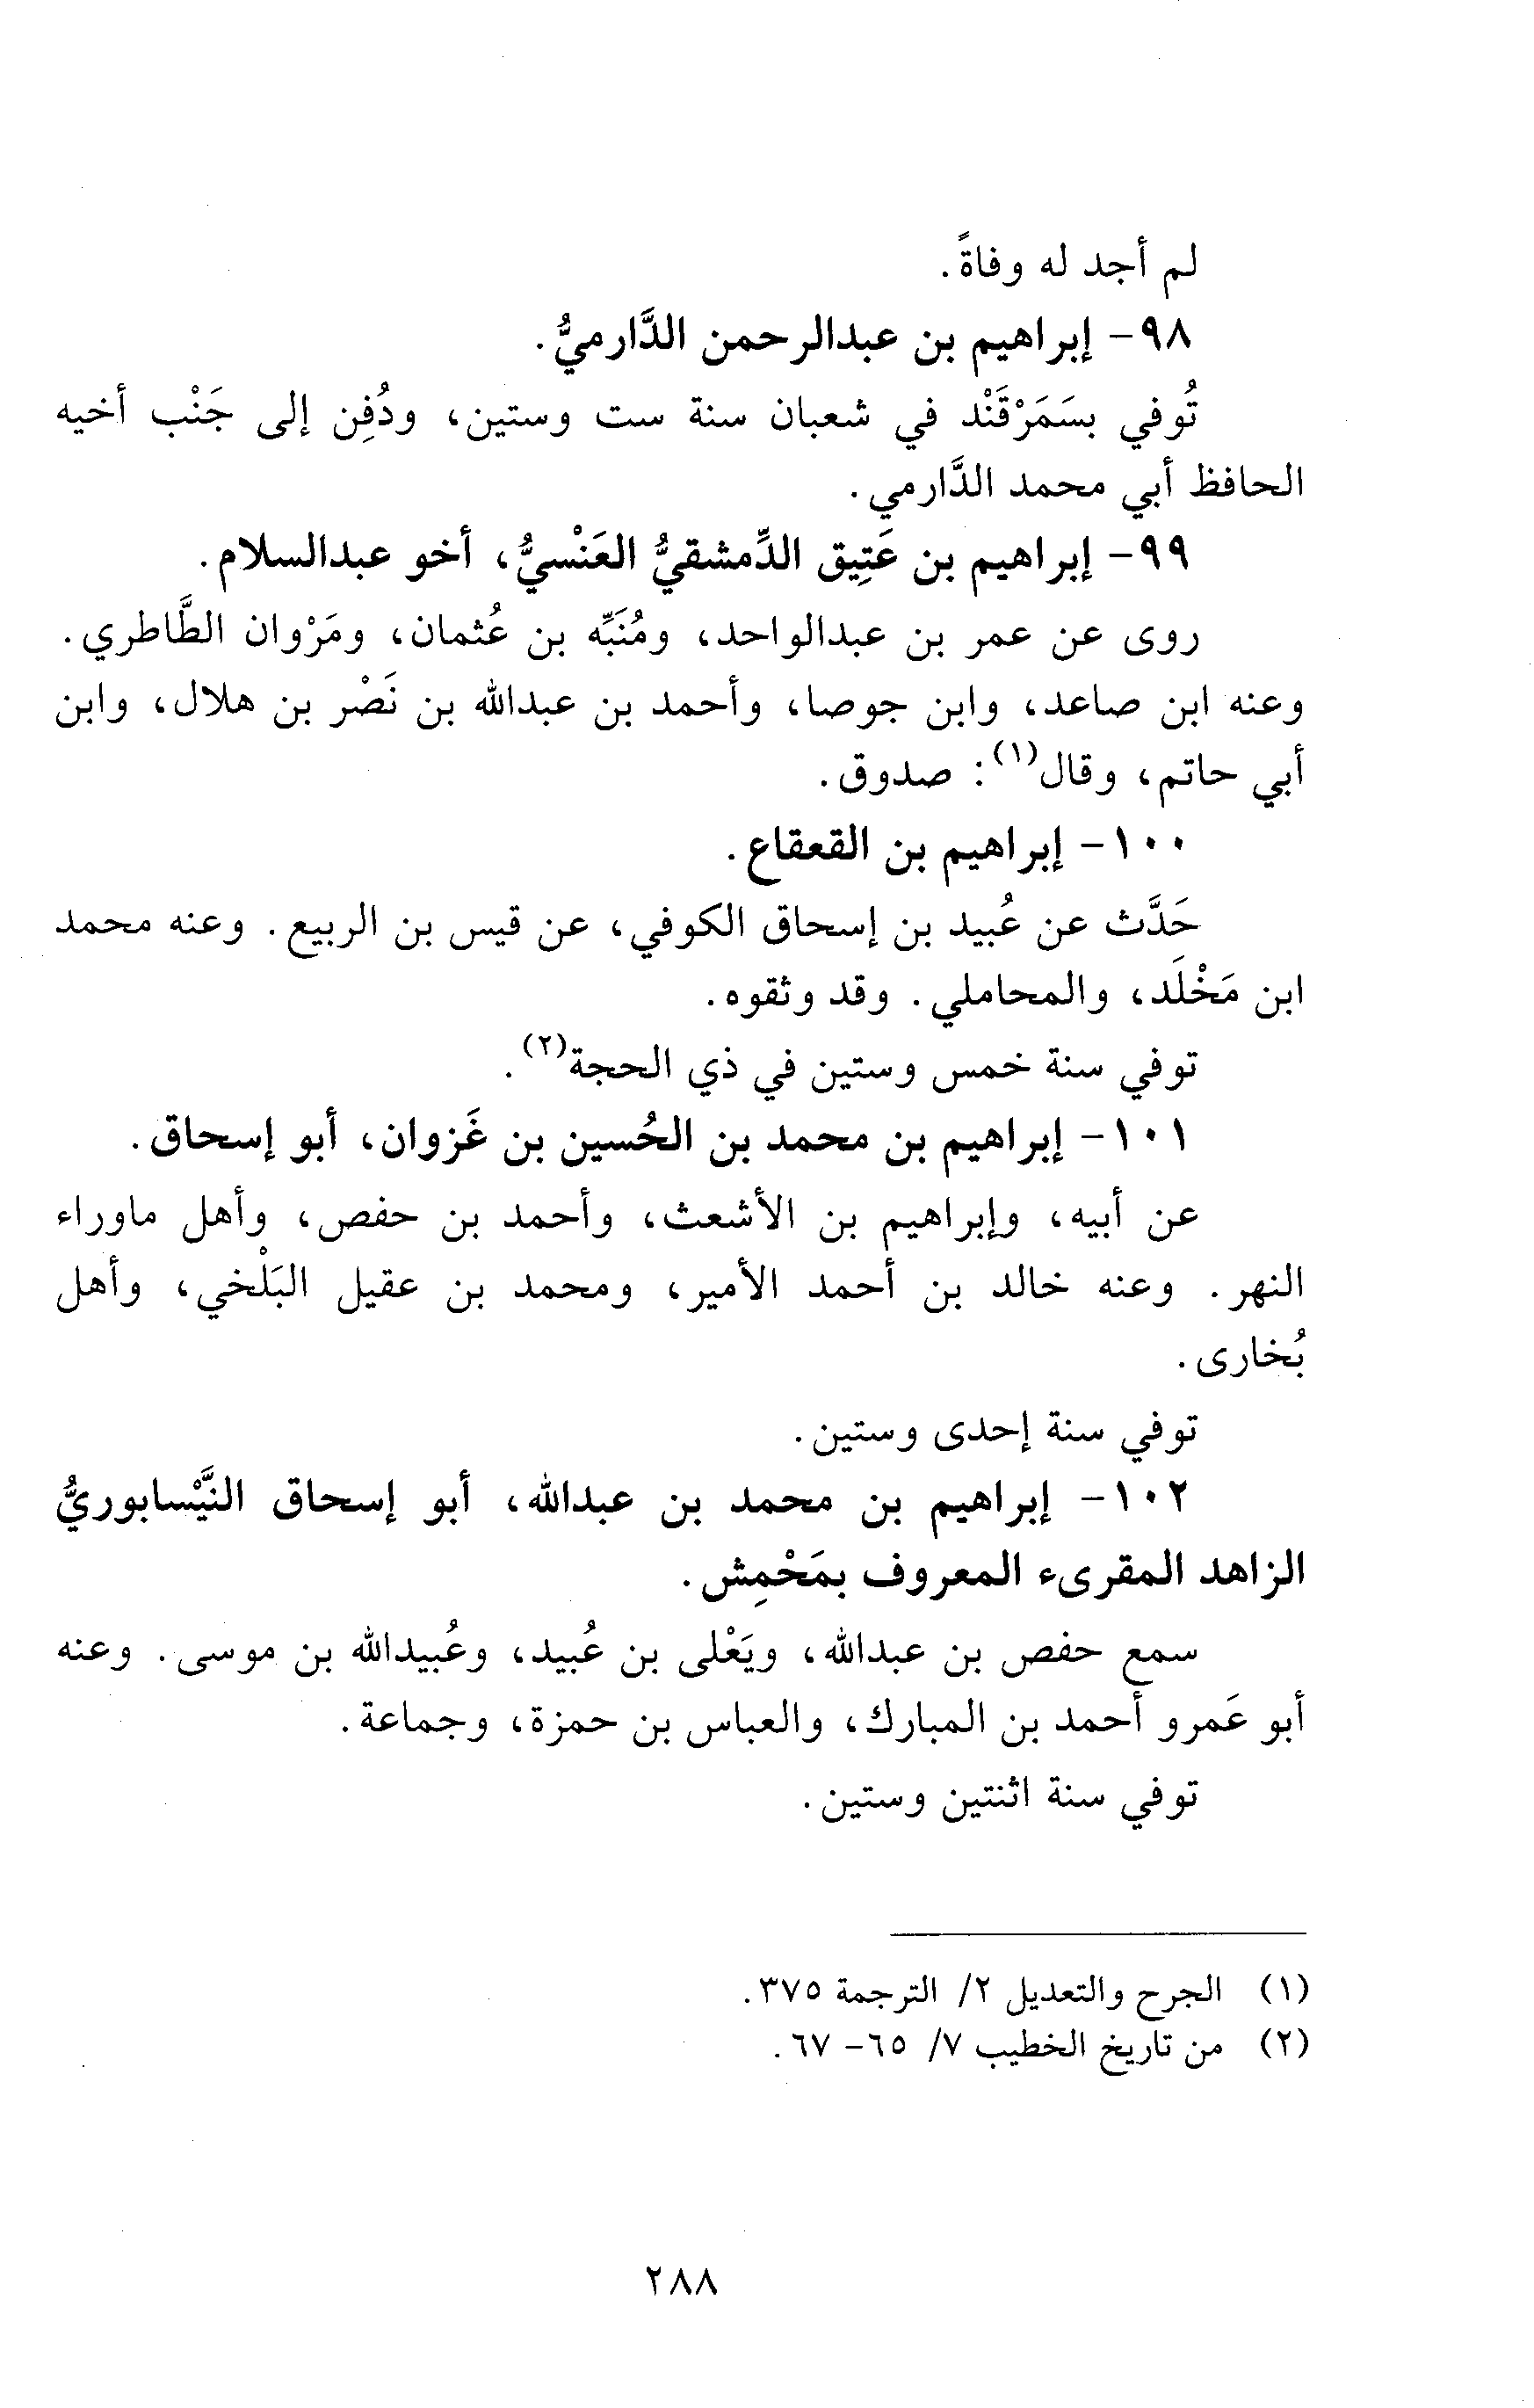 لم أجد له وفاةً.
٩٨- إبراهيم بن عبدالرحمن الدَّارميُّ.
تُوفي بسَمَرْقَنْد في شعبان سنة ست وستين، ودُفِن إلى جَنْب أخيه
الحافظ أبي محمد الدَّارمي.
٩٩- إبراهيم بن عَتِيق الدِّمشقيُّ العَنْسيُّ، أخو عبدالسلام.
روى عن عمر بن عبدالواحد، ومُنَبِّه بن عُثمان، ومَرْوان الطَّاطري.
وعنه ابن صاعد، وابن جوصا، وأحمد بن عبدالله بن نَصْر بن هلال، وابن
أبي حاتم، وقال(١): صدوق.
١٠٠- إبراهيم بن القعقاع.
حَدَّث عن عُبيد بن إسحاق الكوفي، عن قيس بن الربيع. وعنه محمد
ابن مَخْلَد، والمحاملي. وقد وثقوه.
توفي سنة خمس وستين في ذي الحجة(٢).
١٠١- إبراهيم بن محمد بن الحُسين بن غَزوان، أبو إسحاق.
عن أبيه، وإبراهيم بن الأشعث، وأحمد بن حفص، وأهل ماوراء
النهر. وعنه خالد بن أحمد الأمير، ومحمد بن عقيل البَلْخي، وأهل
بُخارى.
توفي سنة إحدى وستين.
١٠٢- إبراهيم بن محمد بن عبدالله، أبو إسحاق النَّيْسابوريُّ
الزاهد المقرىء المعروف بمَحْمِش.
سمع حفص بن عبدالله، ويَعْلى بن عُبيد، وعُبيدالله بن موسى. وعنه
أبو عَمرو أحمد بن المبارك، والعباس بن حمزة، وجماعة.
توفي سنة اثنتين وستين.
(١) الجرح والتعديل ٢/ الترجمة ٣٧٥.
(٢) من تاريخ الخطيب ٧/ ٦٥- ٦٧.
٢٨٨